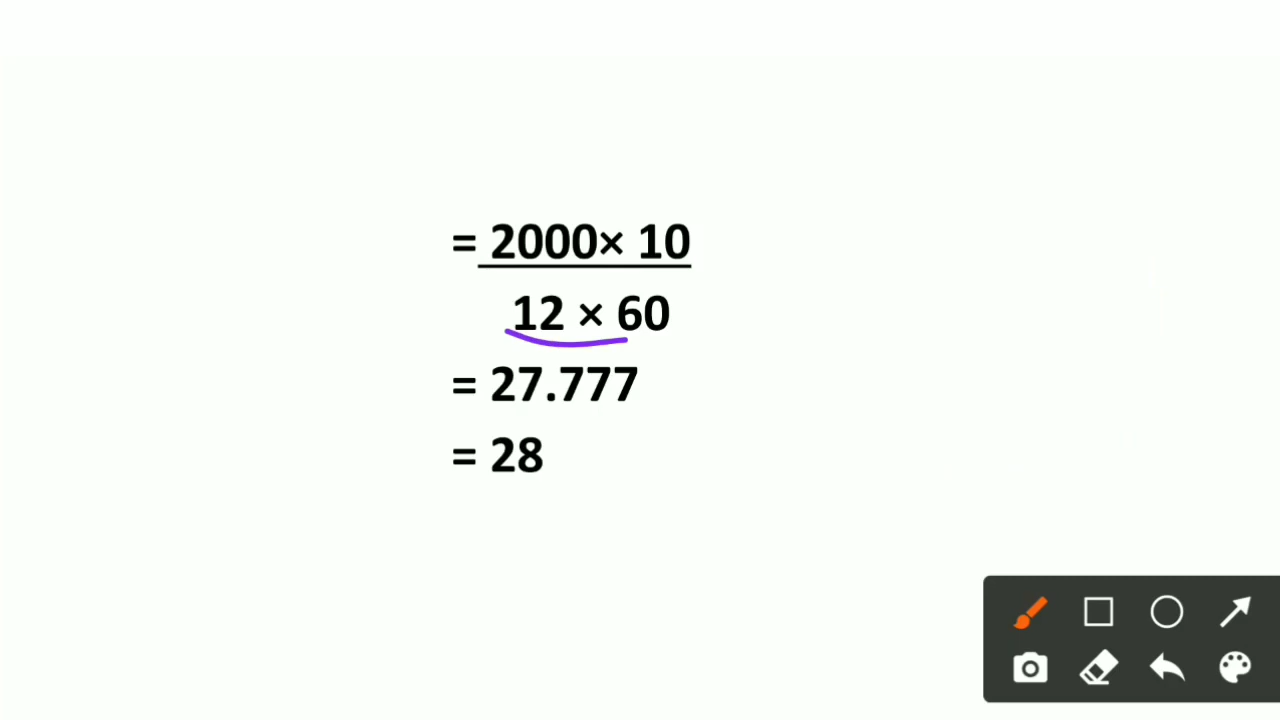 = 2000× 10
12 × 60
= 27.777
= 28